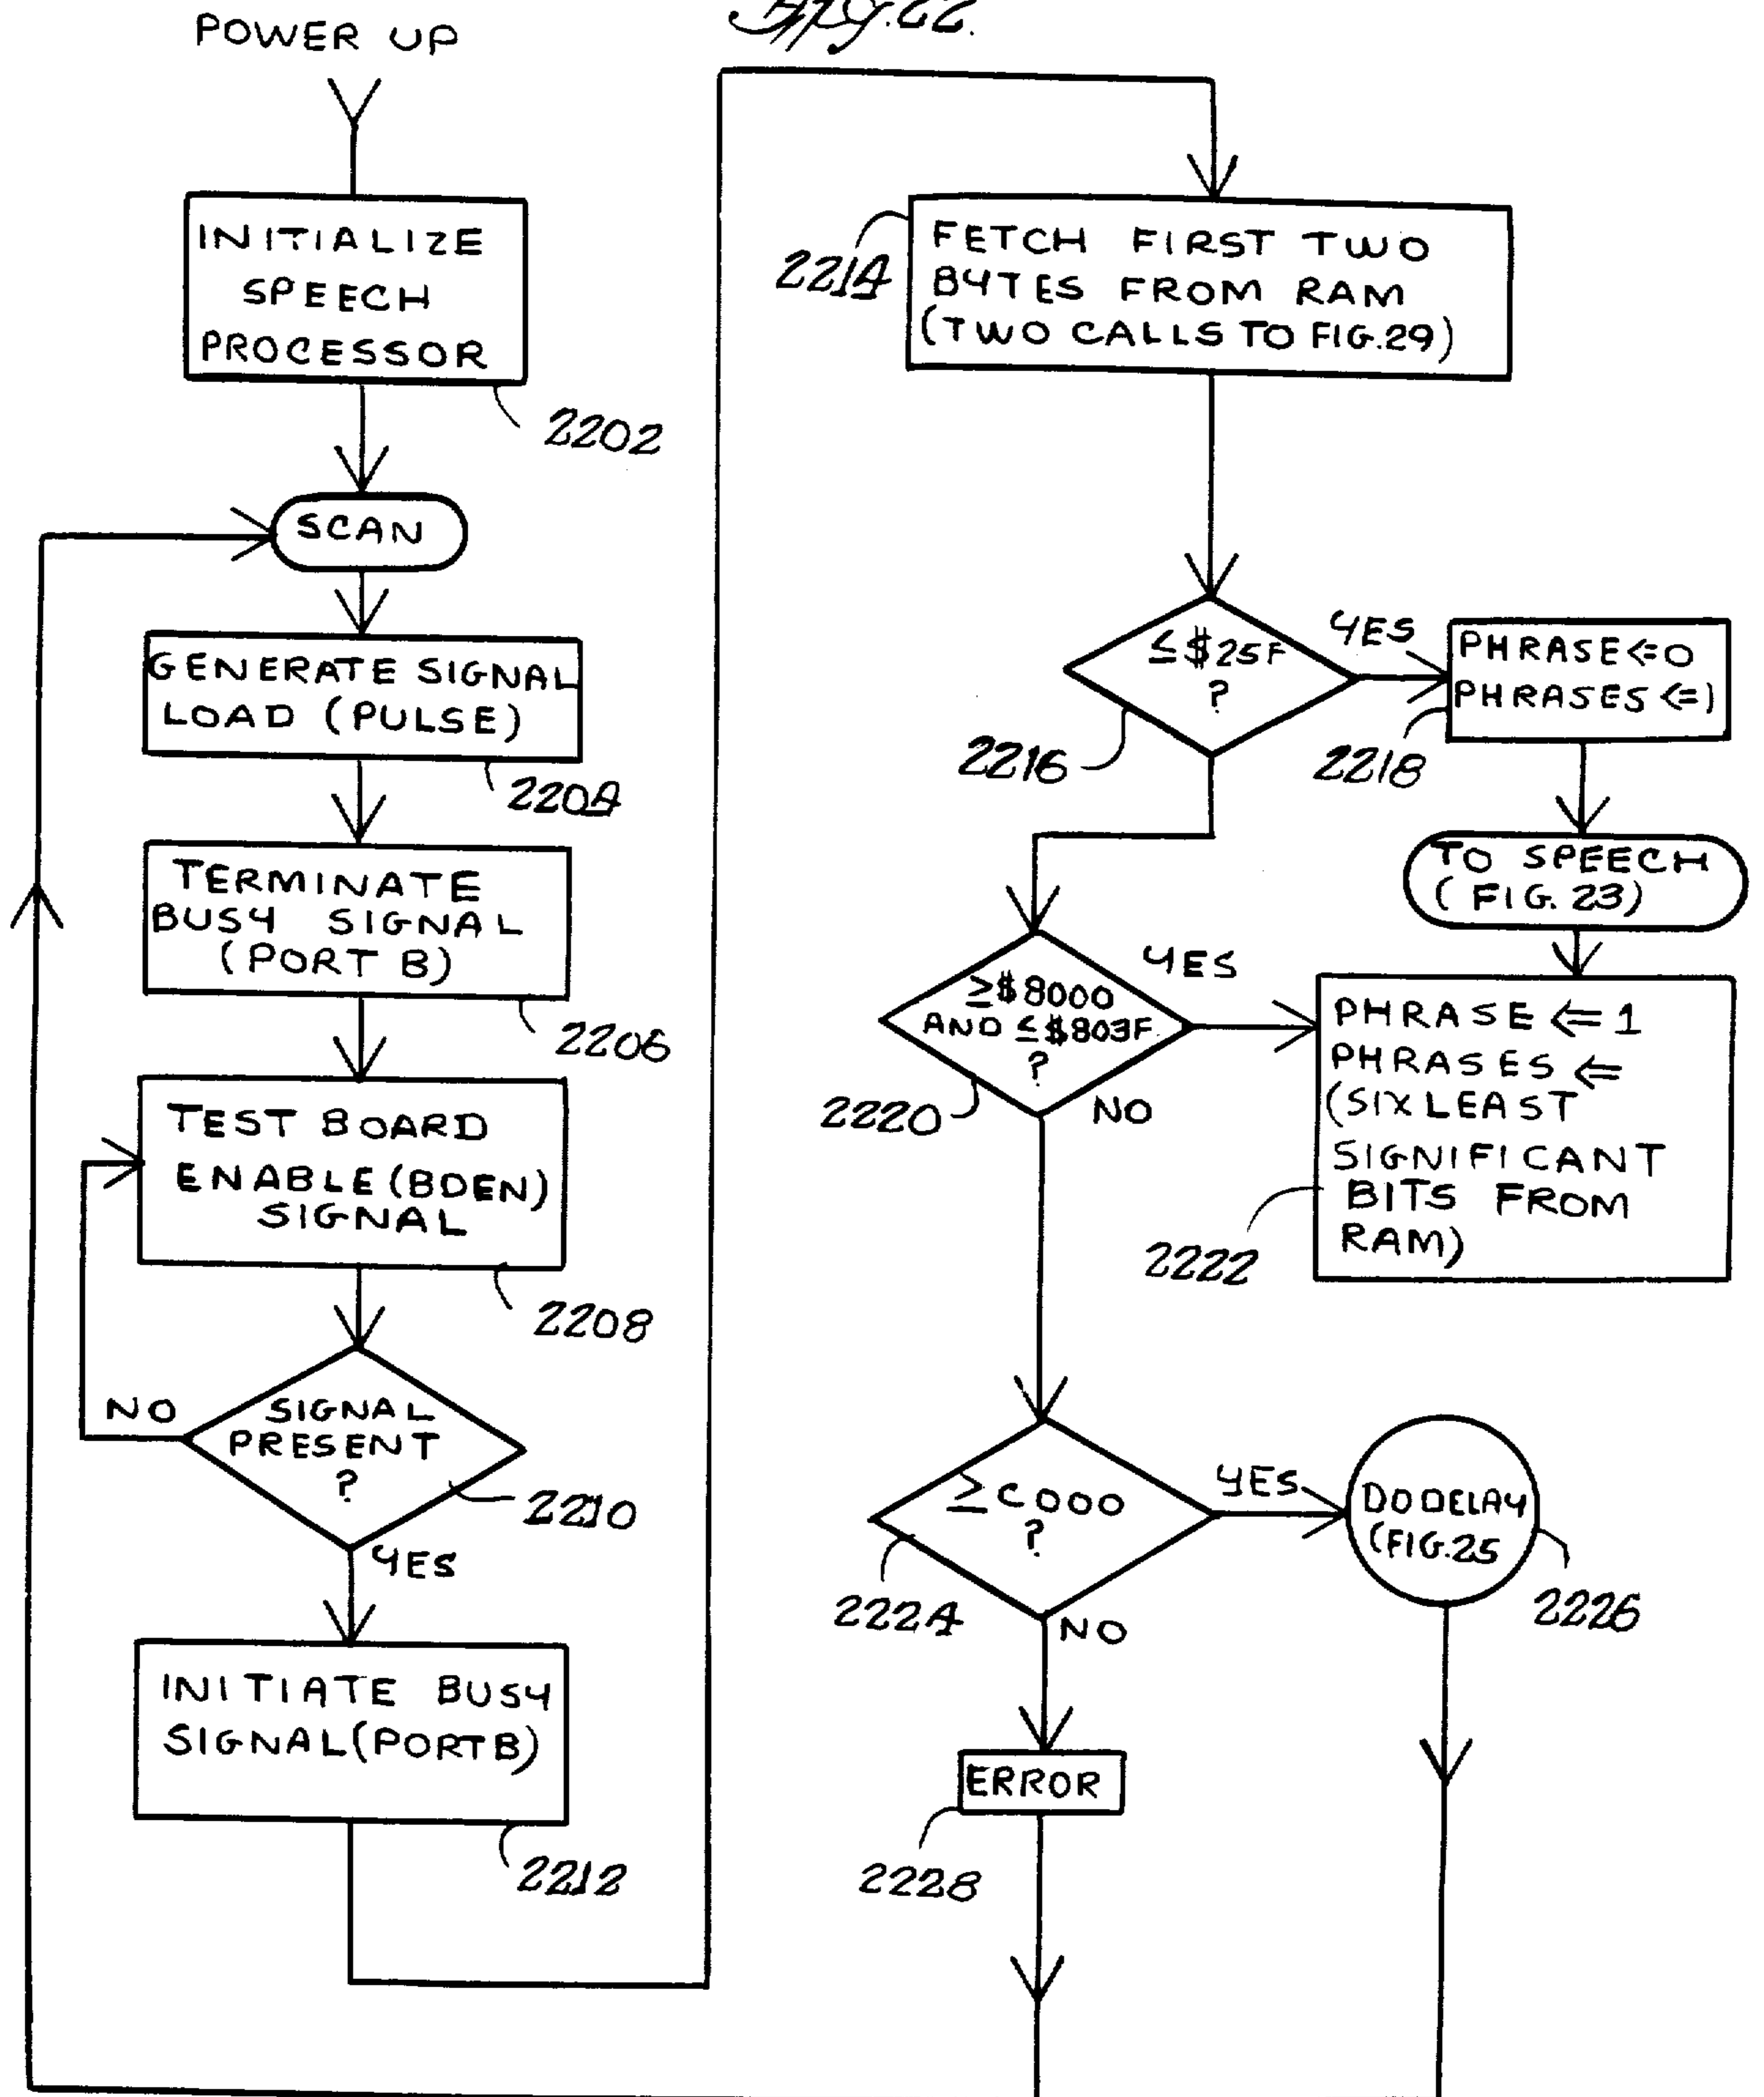 Fig. 22.
POWER UP
INITIALIZE
SPEECH
PROCESSOR
2202
SCAN
GENERATE SIGNAL
LOAD (PULSE)
2204
TERMINATE
BUSY SIGNAL
(PORT B)
2206
TEST BOARD
ENABLE (BDEN)
SIGNAL
2208
NO
SIGNAL
PRESENT
?
2210
YES
INITIATE BUSY
SIGNAL (PORT B)
2212
2214
FETCH FIRST TWO
BYTES FROM RAM
(TWO CALLS TO FIG. 29)
≤$25F
?
YES
2216
PHRASE⇐0
PHRASES⇐)
2218
TO SPEECH
(FIG. 23)
≥$8000
AND ≤$803F
?
YES
2220
NO
PHRASE ⇐ 1
PHRASES ⇐
(SIX LEAST
SIGNIFICANT
BITS FROM
RAM)
2222
≥C000
?
YES
2224
NO
DO DELAY
(FIG. 25
2226
ERROR
2228